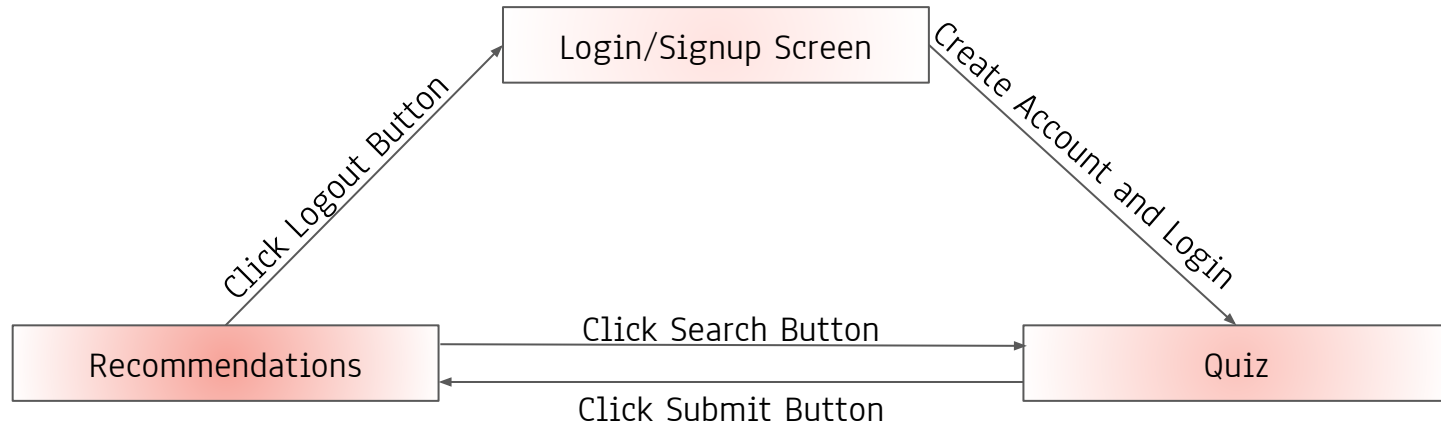 Login/Signup Screen
Create Account and Login
Click Logout Button
Click Search Button
Recommendations
Quiz
Click Submit Button